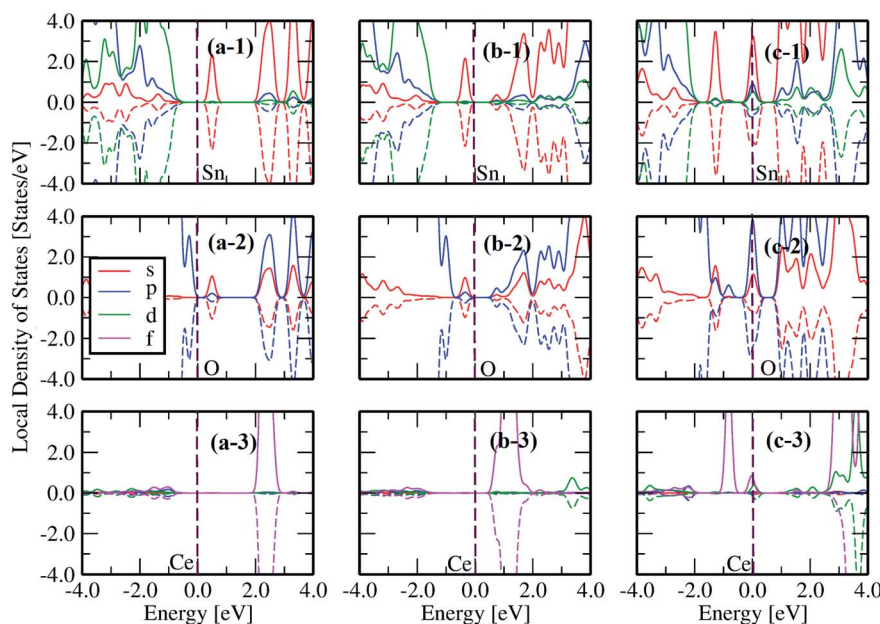 Local Density of States [States/eV]
4.0
2.0
0.0
-2.0
-4.0
(a-1)
Sn
(b-1)
Sn
(c-1)
Sn
4.0
2.0
0.0
-2.0
-4.0
(a-2)
s
p
d
f
O
(b-2)
O
(c-2)
O
4.0
2.0
0.0
-2.0
-4.0
(a-3)
Ce
(b-3)
Ce
(c-3)
Ce
-4.0 -2.0 0.0 2.0 4.0
-4.0 -2.0 0.0 2.0 4.0
-4.0 -2.0 0.0 2.0 4.0
Energy [eV]
Energy [eV]
Energy [eV]